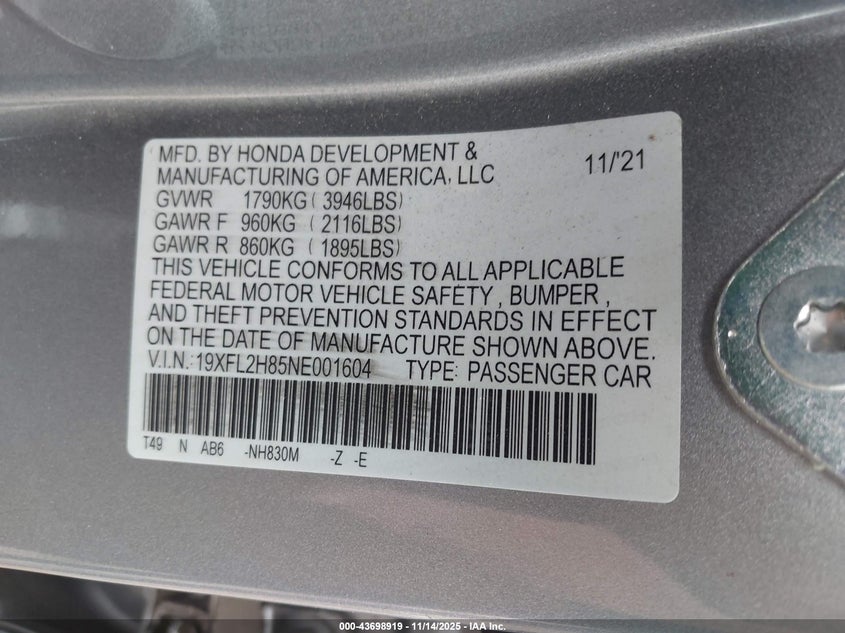 MFD. BY HONDA DEVELOPMENT &
MANUFACTURING OF AMERICA, LLC 11/'21
GVWR 1790KG ( 3946LBS)
GAWR F 960KG ( 2116LBS)
GAWR R 860KG ( 1895LBS)
THIS VEHICLE CONFORMS TO ALL APPLICABLE
FEDERAL MOTOR VEHICLE SAFETY , BUMPER ,
AND THEFT PREVENTION STANDARDS IN EFFECT
ON THE DATE OF MANUFACTURE SHOWN ABOVE.
V.I.N.: 19XFL2H85NE001604 TYPE: PASSENGER CAR
T49 N AB6 -NH830M -Z -E
000-43698919 - 11/14/2025 - IAA Inc.